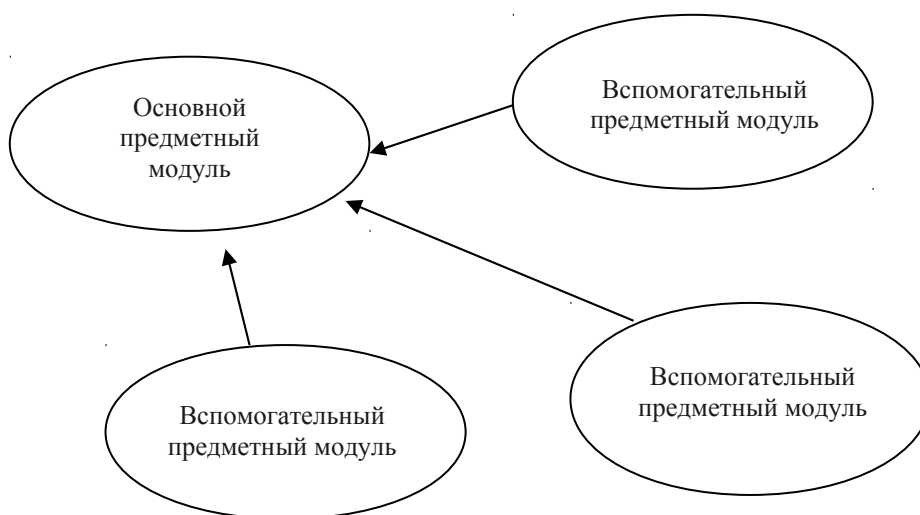 Основной
предметный
модуль
Вспомогательный
предметный модуль
Вспомогательный
предметный модуль
Вспомогательный
предметный модуль